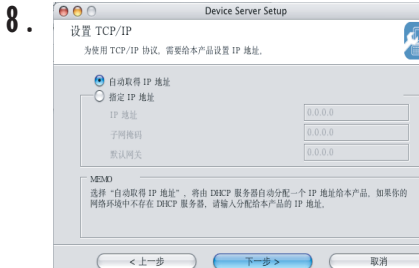 8.
Device Server Setup
设置 TCP/IP
为使用 TCP/IP 协议，需要给本产品设置 IP 地址。
自动取得 IP 地址
指定 IP 地址
IP 地址 0.0.0.0
子网掩码 0.0.0.0
默认网关 0.0.0.0
MEMO
选择“自动取得 IP 地址”，将由 DHCP 服务器自动分配一个 IP 地址给本产品。如果你的
网络环境中不存在 DHCP 服务器，请输入分配给本产品的 IP 地址。
< 上一步 下一步 > 取消